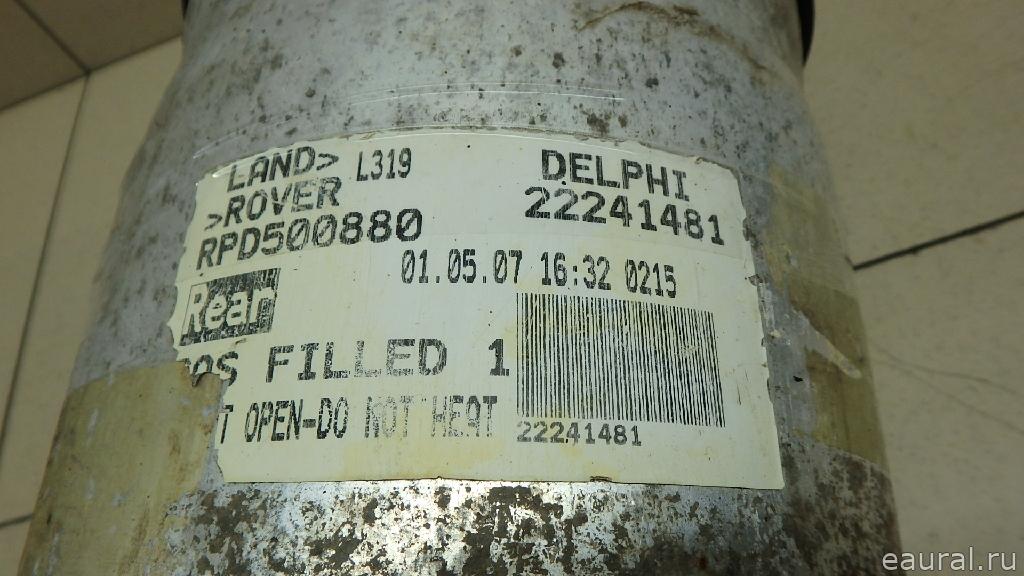 LAND> L319
>ROVER
RPD500880
DELPHI
22241481
01.05.07 16:32 0215
Rear
FILLED 1
OPEN-DO NOT HEAT
22241481
eaural.ru